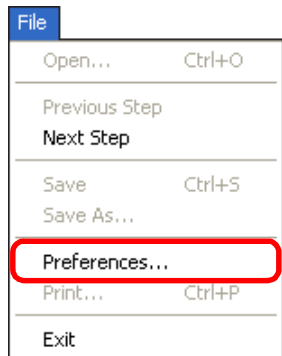 File
Open... Ctrl+O
Previous Step
Next Step
Save Ctrl+S
Save As...
Preferences...
Print... Ctrl+P
Exit